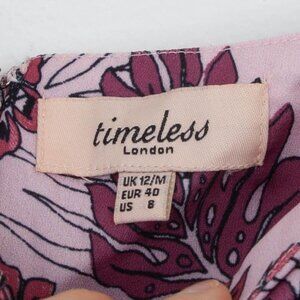 timeless
London
UK 12/M
EUR 40
US 8